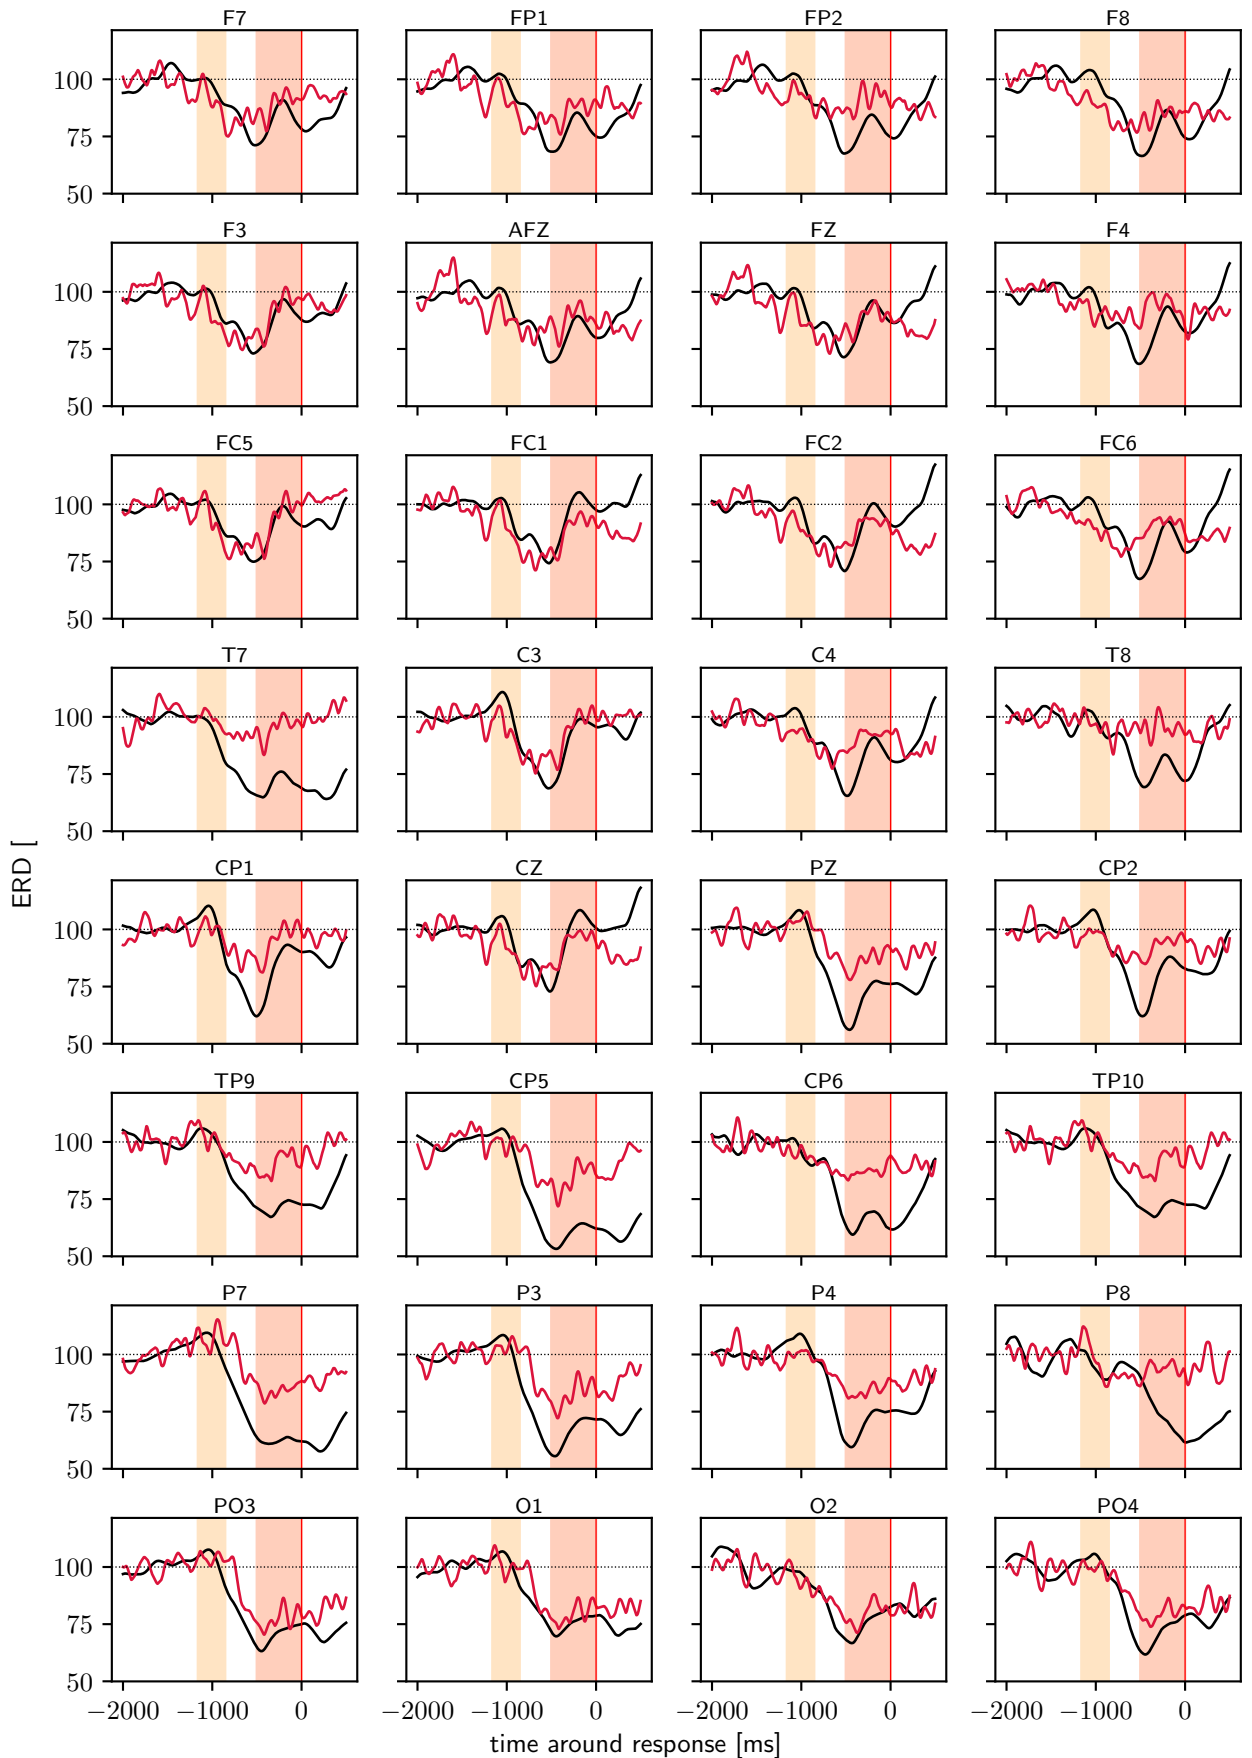 F7 FP1 FP2 F8
100
75
50
F3 AFZ FZ F4
100
75
50
FC5 FC1 FC2 FC6
100
75
50
T7 C3 C4 T8
100
75
50
ERD [
CP1 CZ PZ CP2
100
75
50
TP9 CP5 CP6 TP10
100
75
50
P7 P3 P4 P8
100
75
50
PO3 O1 O2 PO4
100
75
50
−2000 −1000 0 −2000 −1000 0 −2000 −1000 0 −2000 −1000 0
time around response [ms]